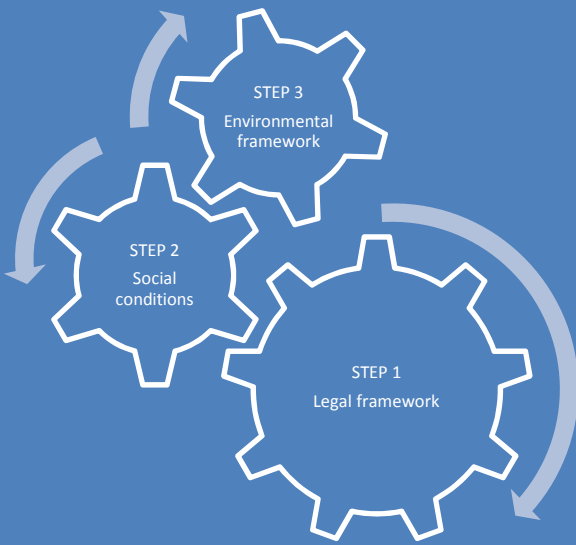 STEP 3
Environmental
framework
STEP 2
Social
conditions
STEP 1
Legal framework